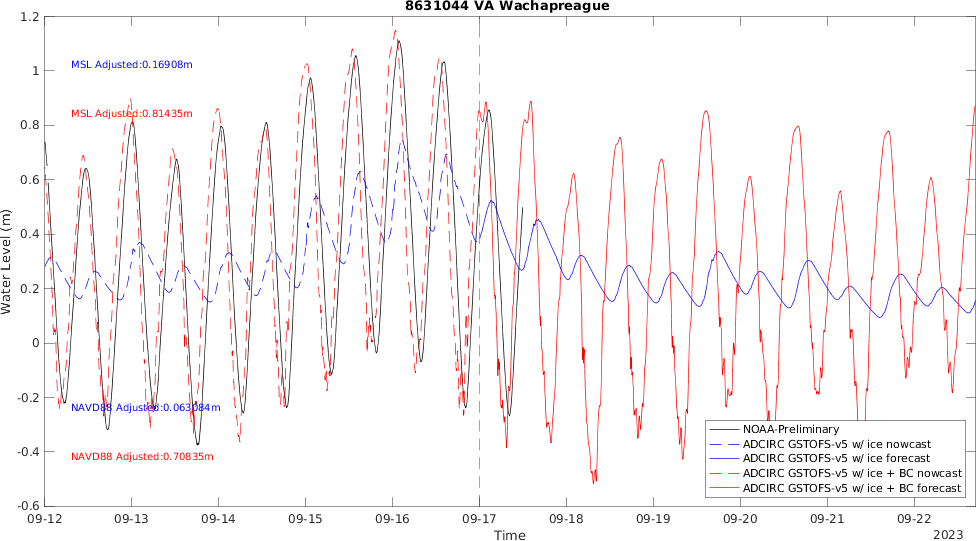 8631044 VA Wachapreague
1.2
1
0.8
0.6
0.4
0.2
0
-0.2
-0.4
-0.6
Water Level (m)
MSL Adjusted:0.16908m
MSL Adjusted:0.81435m
NAVD88 Adjusted:0.063084m
NAVD88 Adjusted:0.70835m
NOAA-Preliminary
ADCIRC GSTOFS-v5 w/ ice nowcast
ADCIRC GSTOFS-v5 w/ ice forecast
ADCIRC GSTOFS-v5 w/ ice + BC nowcast
ADCIRC GSTOFS-v5 w/ ice + BC forecast
09-12 09-13 09-14 09-15 09-16 09-17 09-18 09-19 09-20 09-21 09-22
Time
2023